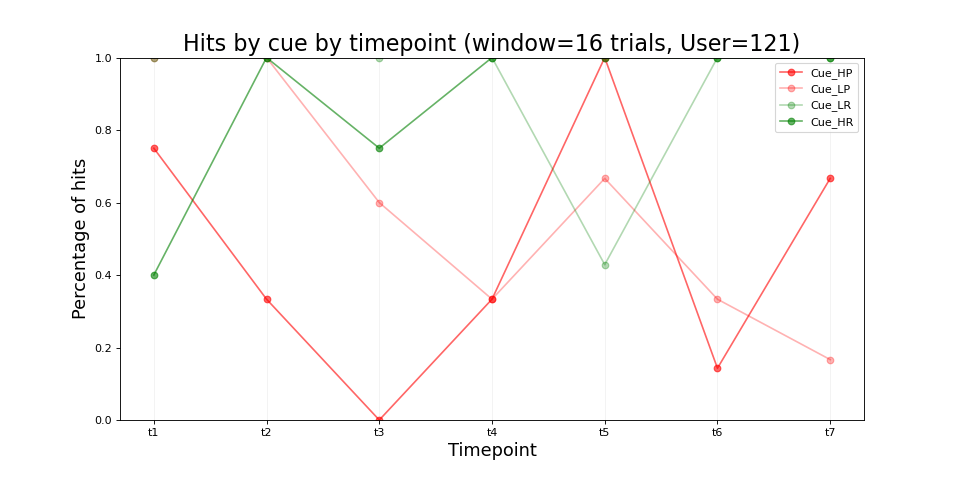 Hits by cue by timepoint (window=16 trials, User=121)
Percentage of hits
1.0
0.8
0.6
0.4
0.2
0.0
Cue_HP
Cue_LP
Cue_LR
Cue_HR
t1 t2 t3 t4 t5 t6 t7
Timepoint